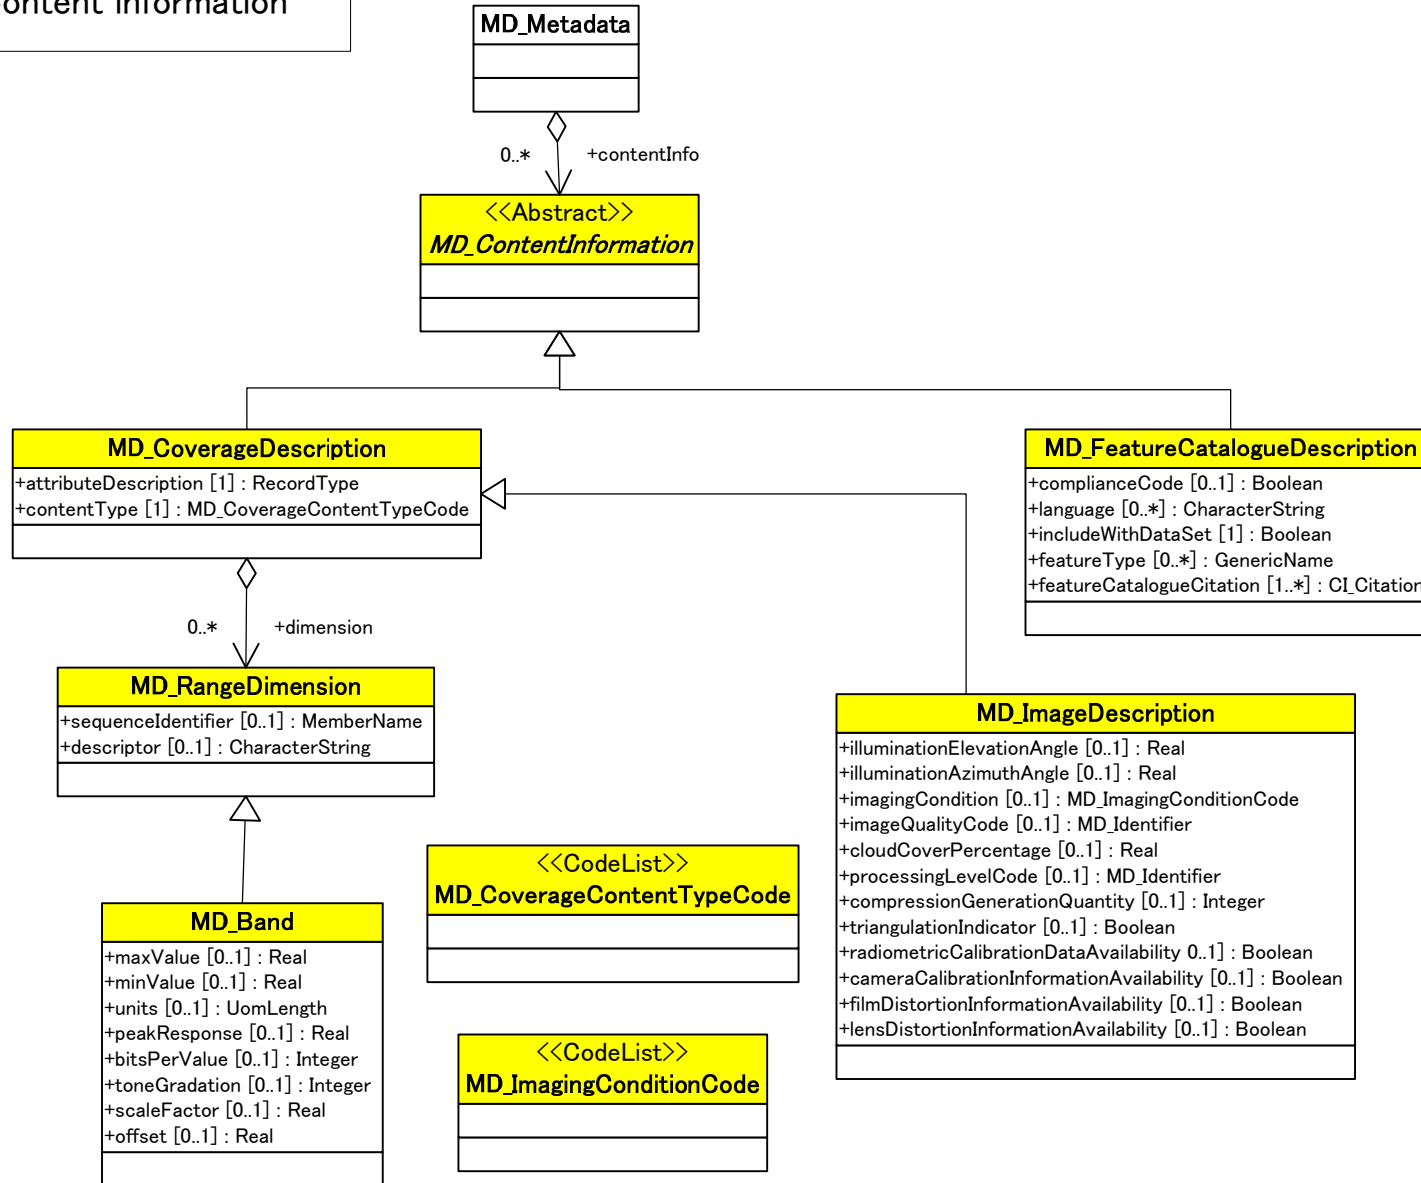 ontent information
MD_Metadata
0..*
+contentInfo
<<Abstract>>
MD_ContentInformation
MD_CoverageDescription
+attributeDescription [1] : RecordType
+contentType [1] : MD_CoverageContentTypeCode
MD_FeatureCatalogueDescription
+complianceCode [0..1] : Boolean
+language [0..*] : CharacterString
+includeWithDataSet [1] : Boolean
+featureType [0..*] : GenericName
+featureCatalogueCitation [1..*] : CI_Citation
0..*
+dimension
MD_RangeDimension
+sequenceIdentifier [0..1] : MemberName
+descriptor [0..1] : CharacterString
MD_ImageDescription
+illuminationElevationAngle [0..1] : Real
+illuminationAzimuthAngle [0..1] : Real
+imagingCondition [0..1] : MD_ImagingConditionCode
+imageQualityCode [0..1] : MD_Identifier
+cloudCoverPercentage [0..1] : Real
+processingLevelCode [0..1] : MD_Identifier
+compressionGenerationQuantity [0..1] : Integer
+triangulationIndicator [0..1] : Boolean
+radiometricCalibrationDataAvailability 0..1] : Boolean
+cameraCalibrationInformationAvailability [0..1] : Boolean
+filmDistortionInformationAvailability [0..1] : Boolean
+lensDistortionInformationAvailability [0..1] : Boolean
<<CodeList>>
MD_CoverageContentTypeCode
MD_Band
+maxValue [0..1] : Real
+minValue [0..1] : Real
+units [0..1] : UomLength
+peakResponse [0..1] : Real
+bitsPerValue [0..1] : Integer
+toneGradation [0..1] : Integer
+scaleFactor [0..1] : Real
+offset [0..1] : Real
<<CodeList>>
MD_ImagingConditionCode